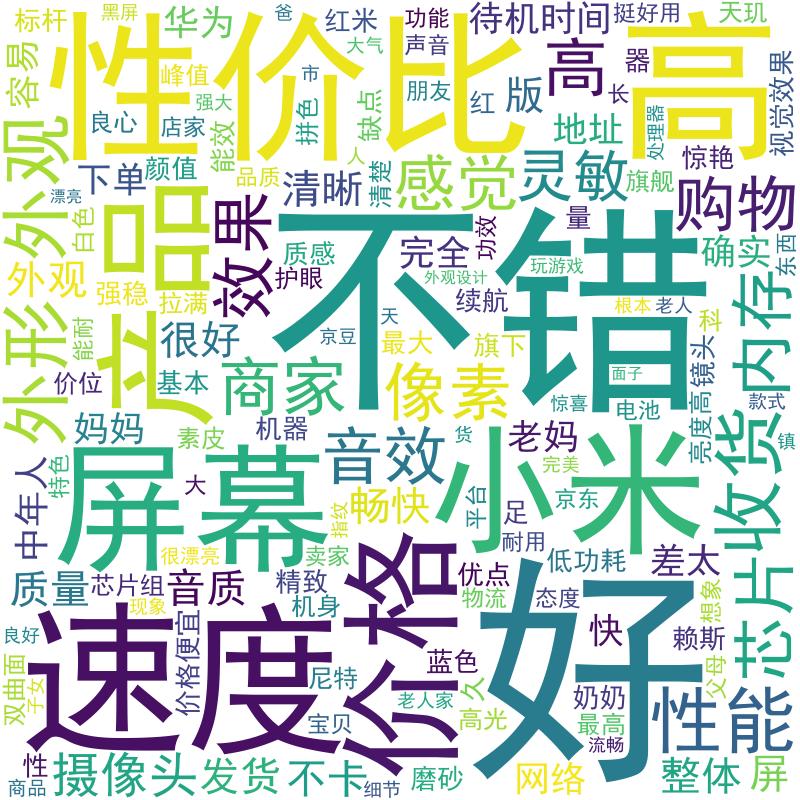 标杆
黑屏
爸
功能
待机时间
挺好用
天玑
华为
红米
声音
大气
容易
性价比
高
高
峰值
市
朋友
红
版
器
长
处理器
视觉效果
强大
良心
店家
能效
拼色
缺点
地址
惊艳
外观
下单
颜值
品质
清晰
清楚
感觉
灵敏
旗舰
购物
漂亮
白色
产品
效果
不错
质感
护眼
完全
功效
量
确实
东西
外观
强稳
拉满
外观设计
玩游戏
续航
根本
老人
科
内存
能耐
外形
很好
京豆
天
最大
旗下
镜头
价位
基本
商家
像素
面子
惊喜
电池
款式
亮度高
妈妈
素皮
机器
音效
货
老妈
完美
小米
收货
镇
中年人
特色
屏幕
大
指纹
畅快
平台
京东
足
耐用
很漂亮
卖家
质量
芯片组
音质
精致
价格
优点
低功耗
差太
芯片
现象
机身
物流
态度
快
想象
良好
速度
价格便宜
蓝色
好
赖斯
父母
双曲面
子女
尼特
老人家
久
奶奶
性能
宝贝
高光
最高
流畅
性
摄像头
发货
不卡
磨砂
网络
整体
屏
商品
细节